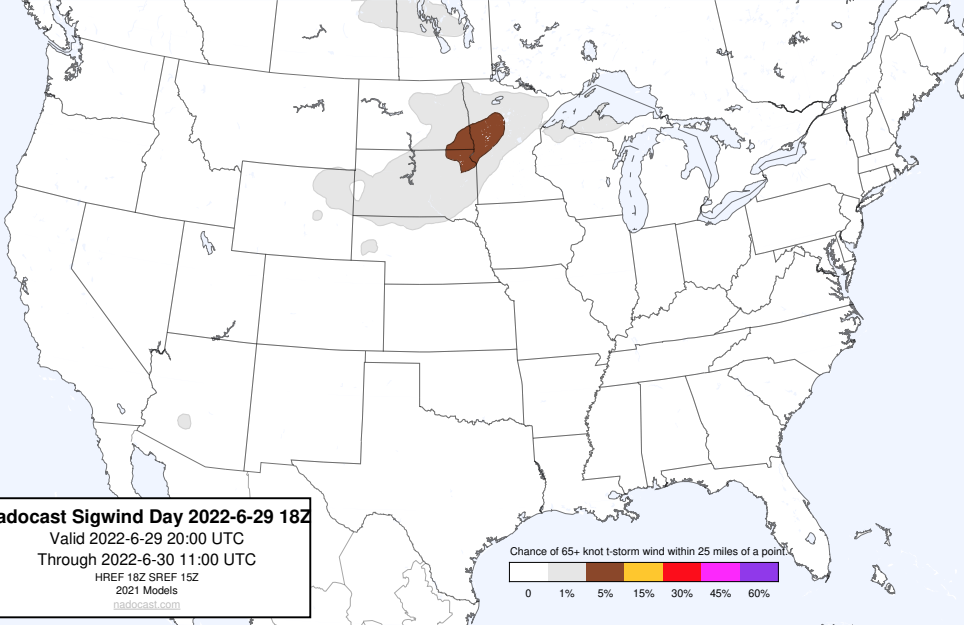 adocast Sigwind Day 2022-6-29 18Z
Valid 2022-6-29 20:00 UTC
Through 2022-6-30 11:00 UTC
HREF 18Z SREF 15Z
2021 Models
nadocast.com
Chance of 65+ knot t-storm wind within 25 miles of a point.
0 1% 5% 15% 30% 45% 60%